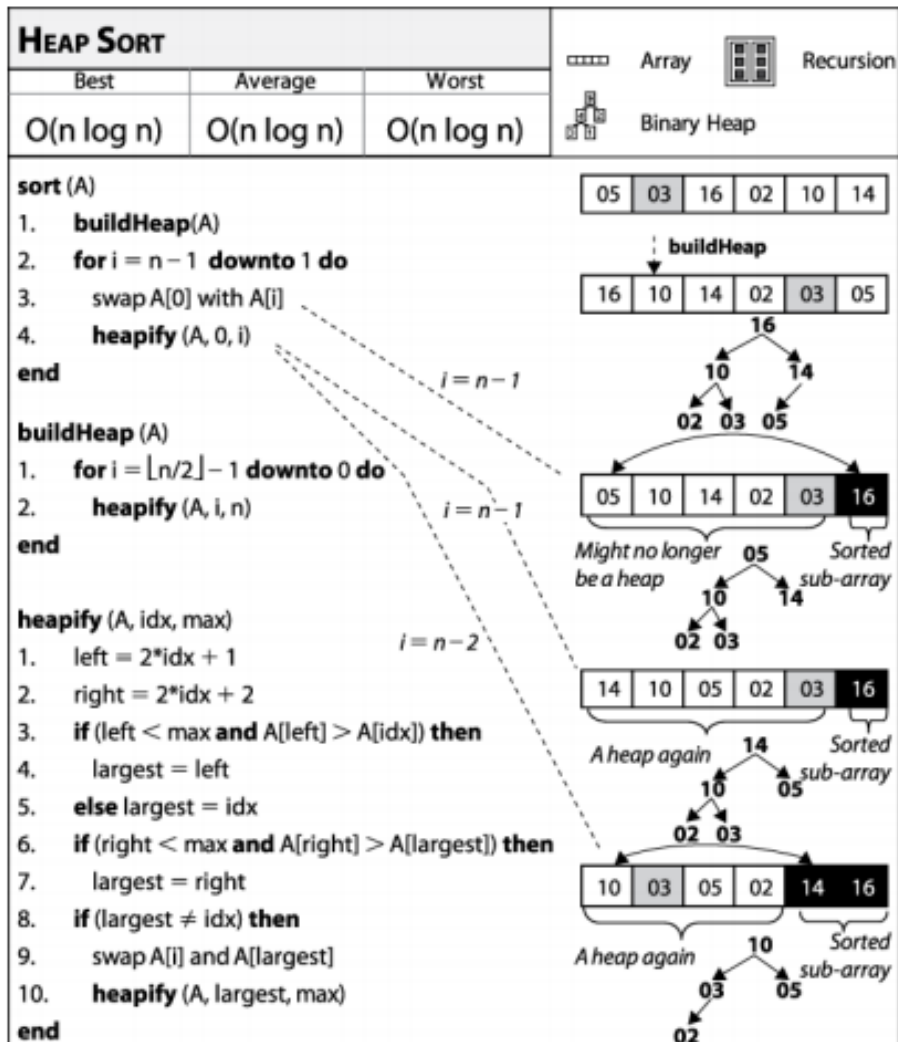 HEAP SORT
Best Average Worst
O(n log n) O(n log n) O(n log n)
Array Recursion
Binary Heap
sort (A)
1. buildHeap(A)
2. for i = n – 1 downto 1 do
3. swap A[0] with A[i]
4. heapify (A, 0, i)
end
buildHeap (A)
1. for i = ⌊n/2⌋ – 1 downto 0 do
2. heapify (A, i, n)
end
heapify (A, idx, max)
1. left = 2*idx + 1
2. right = 2*idx + 2
3. if (left < max and A[left] > A[idx]) then
4. largest = left
5. else largest = idx
6. if (right < max and A[right] > A[largest]) then
7. largest = right
8. if (largest ≠ idx) then
9. swap A[i] and A[largest]
10. heapify (A, largest, max)
end
i = n – 1
i = n – 1
i = n – 2
05 03 16 02 10 14
buildHeap
16 10 14 02 03 05
16
10 14
02 03 05
05 10 14 02 03 16
Might no longer 05 Sorted
be a heap sub-array
10 14
02 03
14 10 05 02 03 16
A heap again 14 Sorted
sub-array
10 05
02 03
10 03 05 02 14 16
A heap again 10 Sorted
sub-array
03 05
02